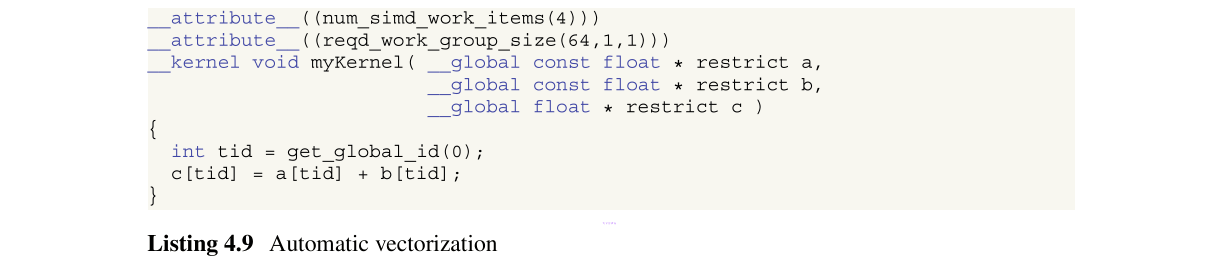 __attribute__((num_simd_work_items(4)))
__attribute__((reqd_work_group_size(64,1,1)))
__kernel void myKernel( __global const float * restrict a,
                        __global const float * restrict b,
                        __global float * restrict c )
{
  int tid = get_global_id(0);
  c[tid] = a[tid] + b[tid];
}
Listing 4.9 Automatic vectorization